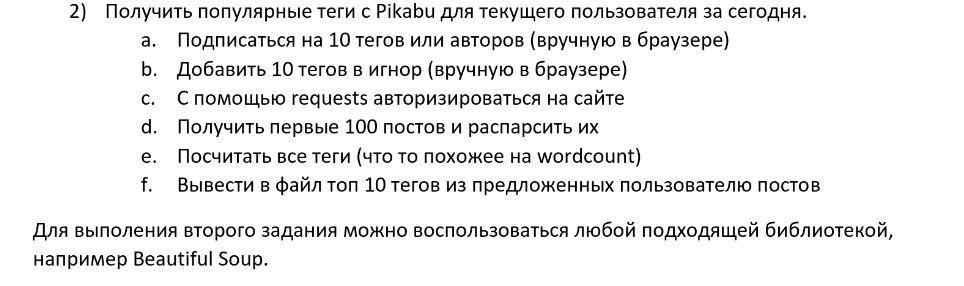 2) Получить популярные теги с Pikabu для текущего пользователя за сегодня.
a. Подписаться на 10 тегов или авторов (вручную в браузере)
b. Добавить 10 тегов в игнор (вручную в браузере)
c. С помощью requests авторизироваться на сайте
d. Получить первые 100 постов и распарсить их
e. Посчитать все теги (что то похожее на wordcount)
f. Вывести в файл топ 10 тегов из предложенных пользователю постов
Для выполения второго задания можно воспользоваться любой подходящей библиотекой,
например Beautiful Soup.